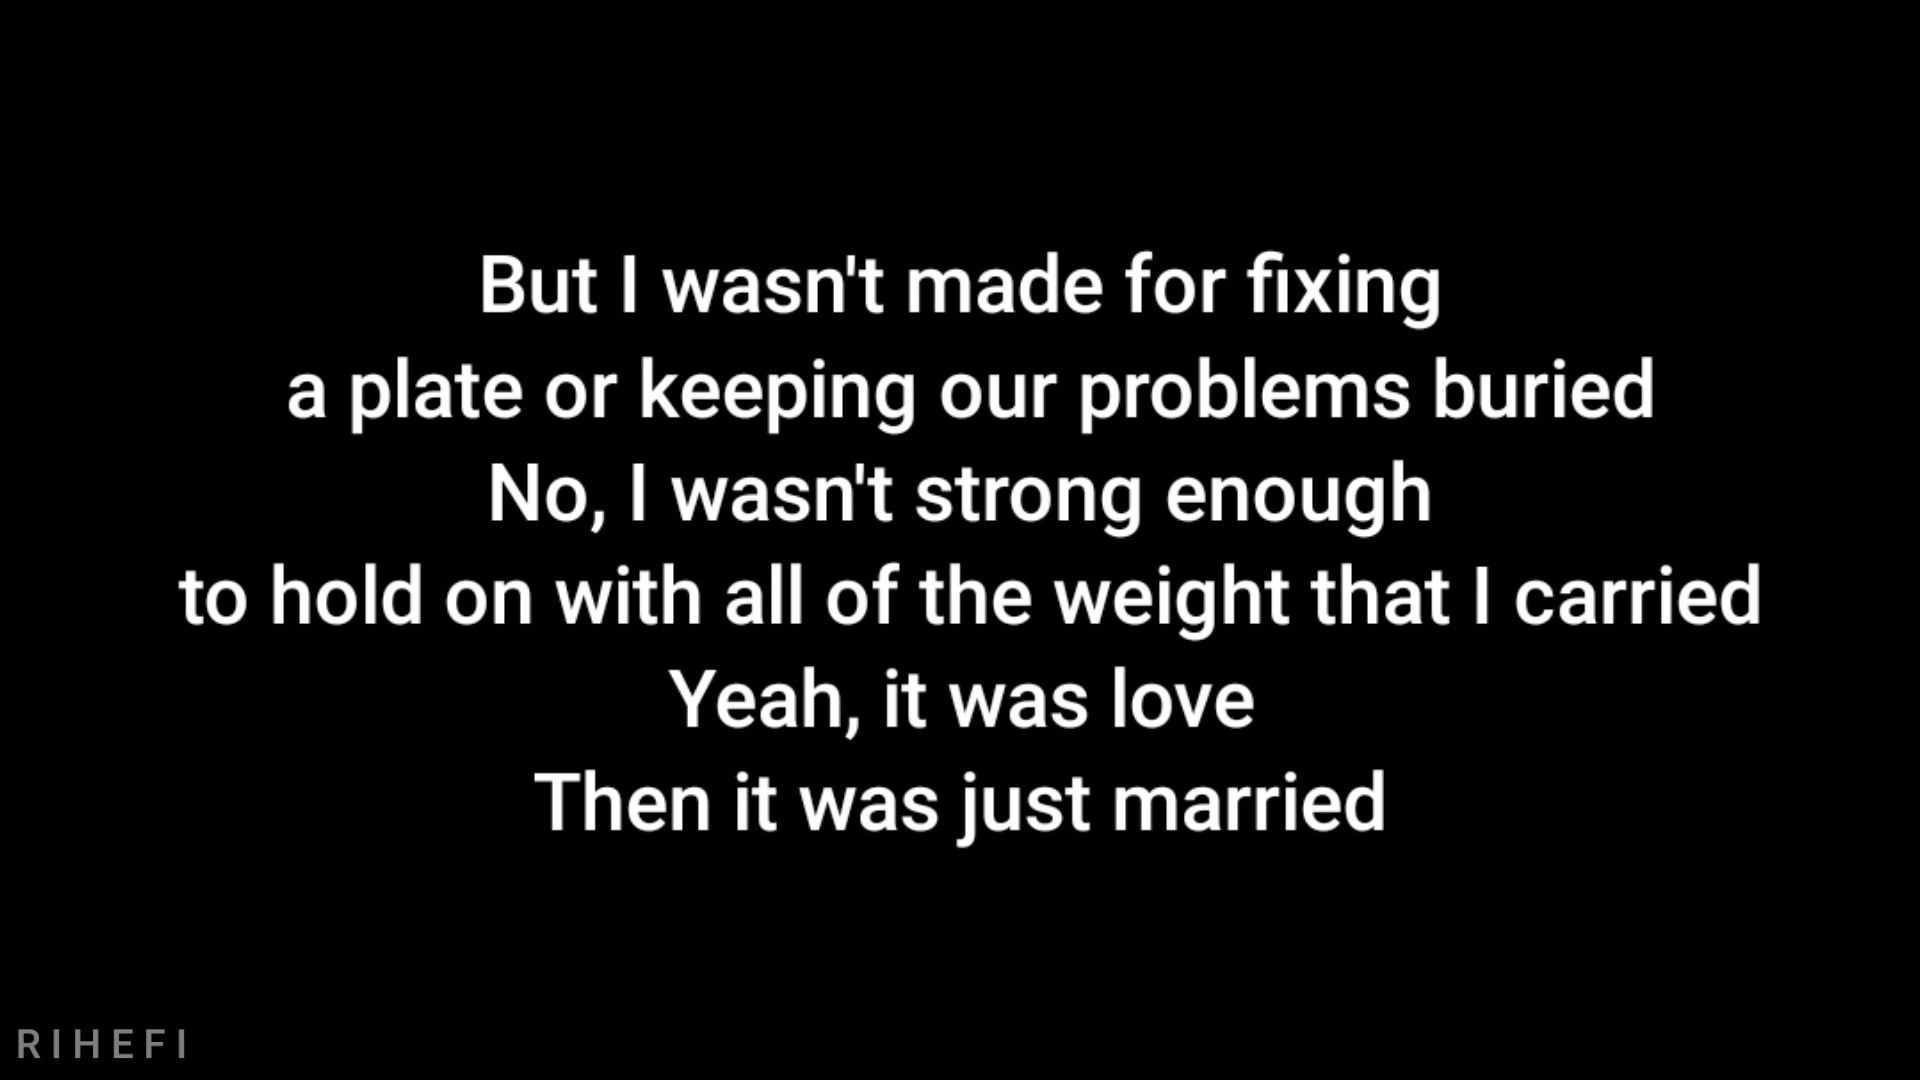 But I wasn't made for fixing
a plate or keeping our problems buried
No, I wasn't strong enough
to hold on with all of the weight that I carried
Yeah, it was love
Then it was just married
RIHEFI